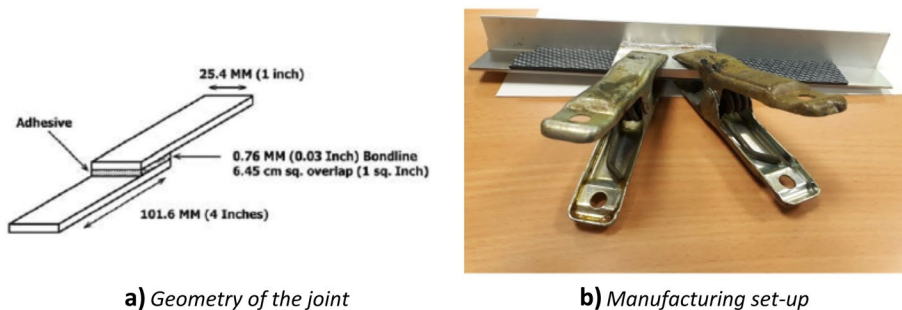 25.4 MM (1 inch)
Adhesive
0.76 MM (0.03 Inch) Bondline
6.45 cm sq. overlap (1 sq. Inch)
101.6 MM (4 Inches)
a) Geometry of the joint
b) Manufacturing set-up